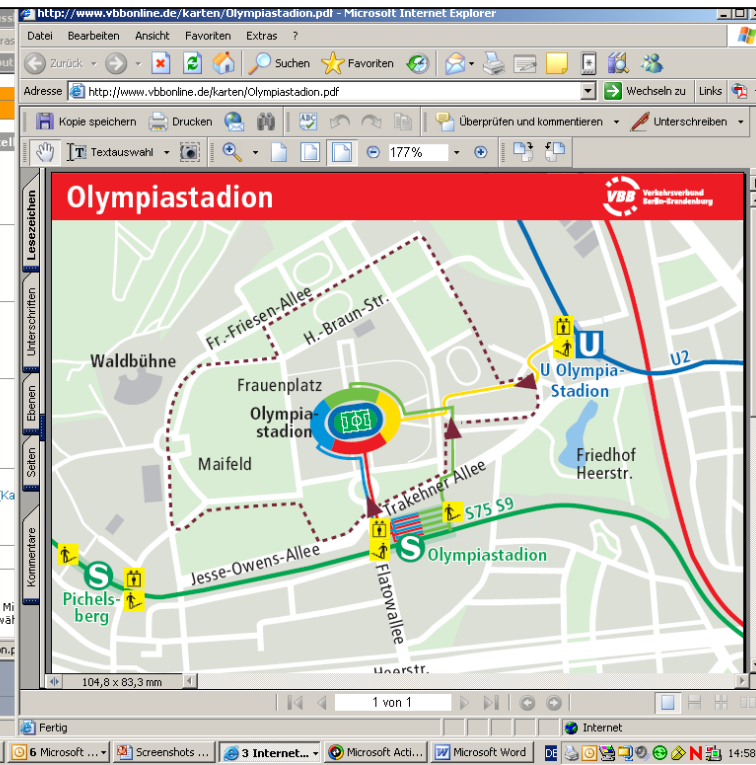 http://www.vbbonline.de/karten/Olympiastadion.pdf - Microsoft Internet Explorer
Datei Bearbeiten Ansicht Favoriten Extras ?
Zurück Suchen Favoriten
Adresse http://www.vbbonline.de/karten/Olympiastadion.pdf Wechseln zu Links
Kopie speichern Drucken Überprüfen und kommentieren Unterschreiben
Textauswahl 177%
Lesezeichen
Unterschriften
Ebenen
Seiten
Kommentare
Olympiastadion
VBB Verkehrsverbund
Berlin-Brandenburg
Fr.-Friesen-Allee
H.-Braun-Str.
Waldbühne
Frauenplatz
Olympia-
stadion
Maifeld
U
U2
U Olympia-
Stadion
Friedhof
Heerstr.
Trakehner Allee
S75 S9
S
Olympiastadion
Jesse-Owens-Allee
Flatowallee
S
Pichels-
berg
Heerstr.
104,8 x 83,3 mm
1 von 1
Fertig Internet
6 Microsoft ... Screenshots ... 3 Internet... Microsoft Acti... Microsoft Word DE 14:58